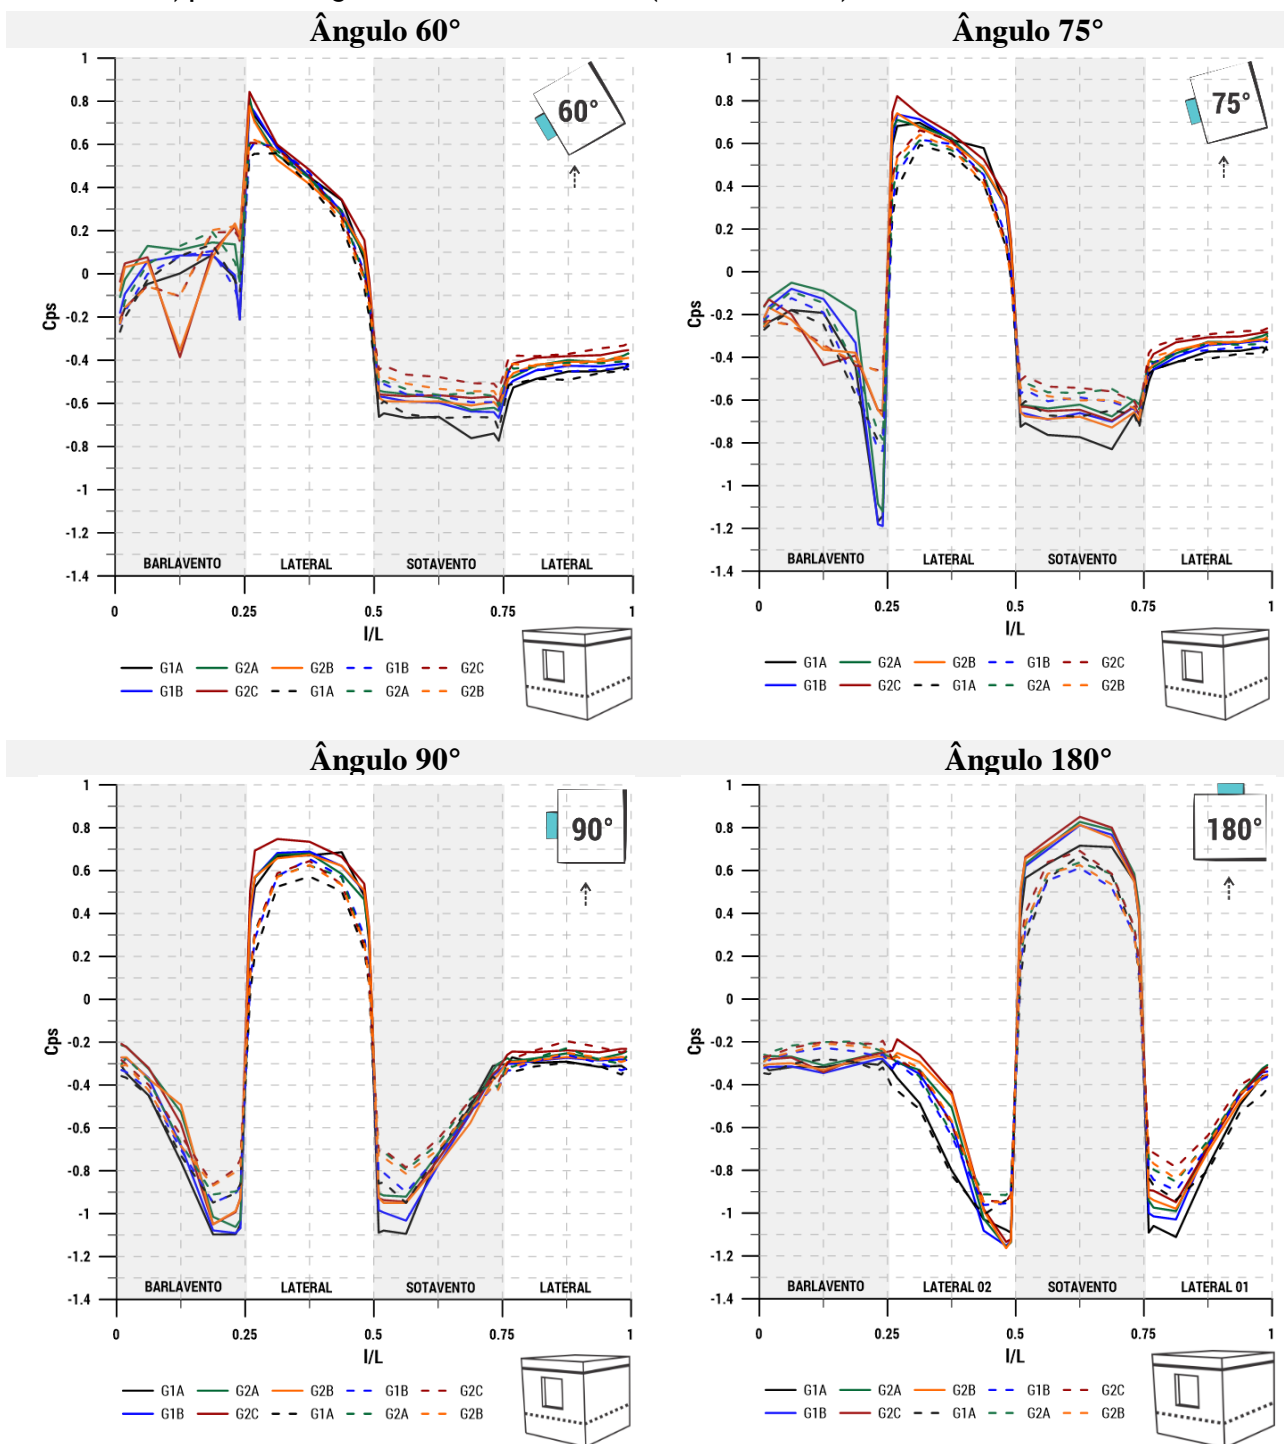 Ângulo 60° Ângulo 75°
1 0.8 0.6 0.4 0.2 0 -0.2 -0.4 -0.6 -0.8 -1 -1.2 -1.4
Cps
60°
BARLAVENTO LATERAL SOTAVENTO LATERAL
0 0.25 0.5 0.75 1
l/L
G1A G2A G2B G1B G2C
G1B G2C G1A G2A G2B
1 0.8 0.6 0.4 0.2 0 -0.2 -0.4 -0.6 -0.8 -1 -1.2 -1.4
Cps
75°
BARLAVENTO LATERAL SOTAVENTO LATERAL
0 0.25 0.5 0.75 1
l/L
G1A G2A G2B G1B G2C
G1B G2C G1A G2A G2B
Ângulo 90° Ângulo 180°
1 0.8 0.6 0.4 0.2 0 -0.2 -0.4 -0.6 -0.8 -1 -1.2 -1.4
Cps
90°
BARLAVENTO LATERAL SOTAVENTO LATERAL
0 0.25 0.5 0.75 1
l/L
G1A G2A G2B G1B G2C
G1B G2C G1A G2A G2B
1 0.8 0.6 0.4 0.2 0 -0.2 -0.4 -0.6 -0.8 -1 -1.2 -1.4
Cps
180°
BARLAVENTO LATERAL 02 SOTAVENTO LATERAL 01
0 0.25 0.5 0.75 1
l/L
G1A G2A G2B G1B G2C
G1B G2C G1A G2A G2B